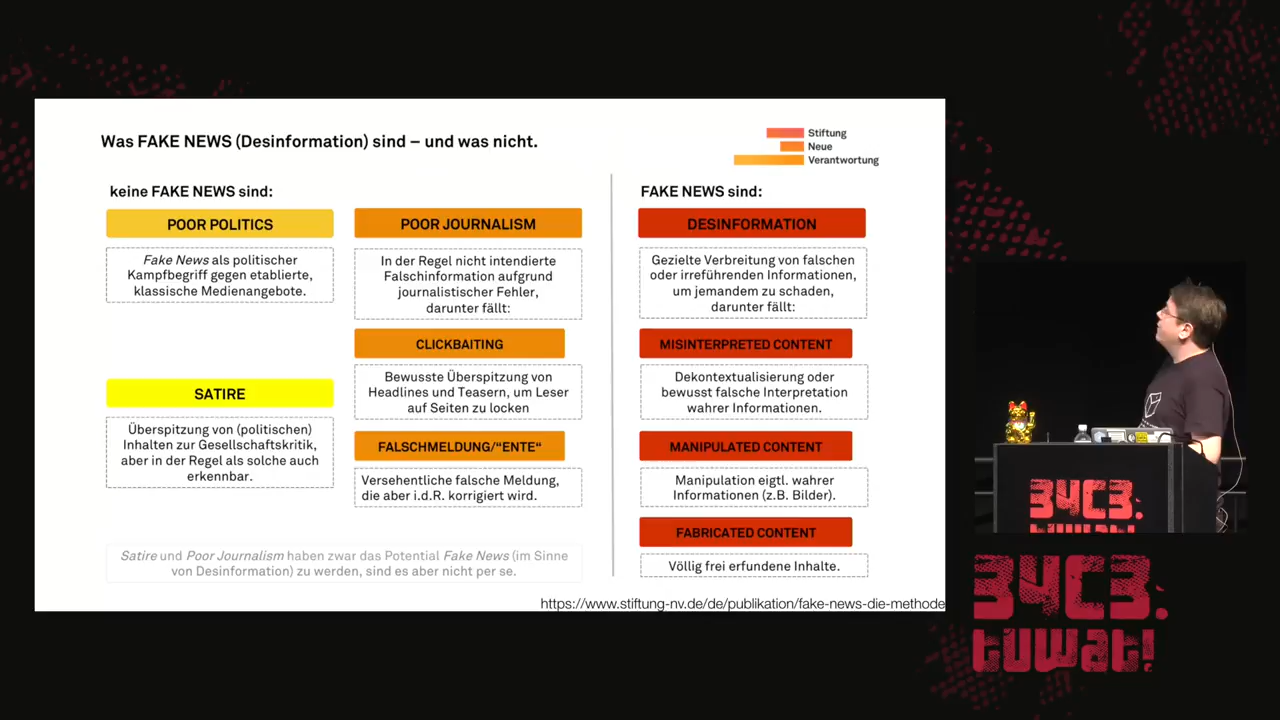 Was FAKE NEWS (Desinformation) sind – und was nicht.
Stiftung
Neue
Verantwortung
keine FAKE NEWS sind:
POOR POLITICS
Fake News als politischer
Kampfbegriff gegen etablierte,
klassische Medienangebote.
SATIRE
Überspitzung von (politischen)
Inhalten zur Gesellschaftskritik,
aber in der Regel als solche auch
erkennbar.
POOR JOURNALISM
In der Regel nicht intendierte
Falschinformation aufgrund
journalistischer Fehler,
darunter fällt:
CLICKBAITING
Bewusste Überspitzung von
Headlines und Teasern, um Leser
auf Seiten zu locken
FALSCHMELDUNG/“ENTE“
Versehentliche falsche Meldung,
die aber i.d.R. korrigiert wird.
Satire und Poor Journalism haben zwar das Potential Fake News (im Sinne
von Desinformation) zu werden, sind es aber nicht per se.
FAKE NEWS sind:
DESINFORMATION
Gezielte Verbreitung von falschen
oder irreführenden Informationen,
um jemandem zu schaden,
darunter fällt:
MISINTERPRETED CONTENT
Dekontextualisierung oder
bewusst falsche Interpretation
wahrer Informationen.
MANIPULATED CONTENT
Manipulation eigtl. wahrer
Informationen (z.B. Bilder).
FABRICATED CONTENT
Völlig frei erfundene Inhalte.
https://www.stiftung-nv.de/de/publikation/fake-news-die-methode
34C3.
34C3.
tuwat!